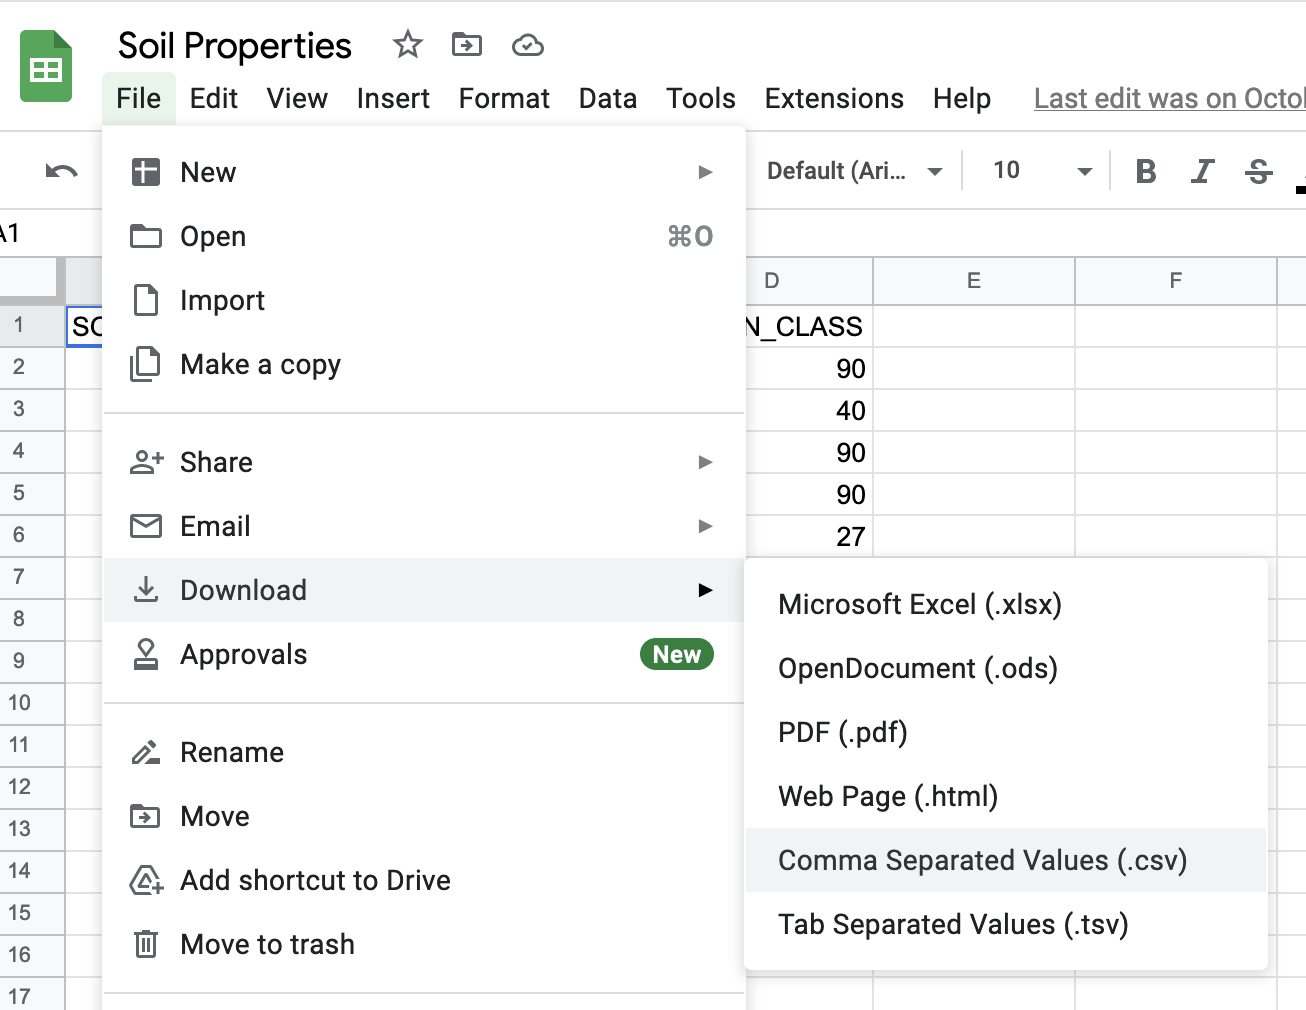 Soil Properties
File Edit View Insert Format Data Tools Extensions Help Last edit was on
Default (Ari... 10 B I S
A1
D E F
1 N_CLASS
2 90
3 40
4 90
5 90
6 27
7
8
9
10
11
12
13
14
15
16
17
New
Open ⌘O
Import
Make a copy
Share
Email
Download
Approvals New
Rename
Move
Add shortcut to Drive
Move to trash
Microsoft Excel (.xlsx)
OpenDocument (.ods)
PDF (.pdf)
Web Page (.html)
Comma Separated Values (.csv)
Tab Separated Values (.tsv)